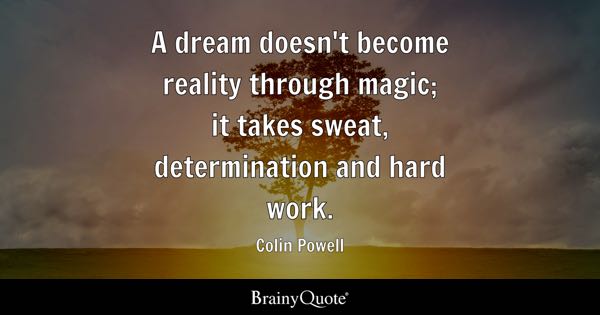 A dream doesn't become
reality through magic;
it takes sweat,
determination and hard
work.
Colin Powell
BrainyQuote®